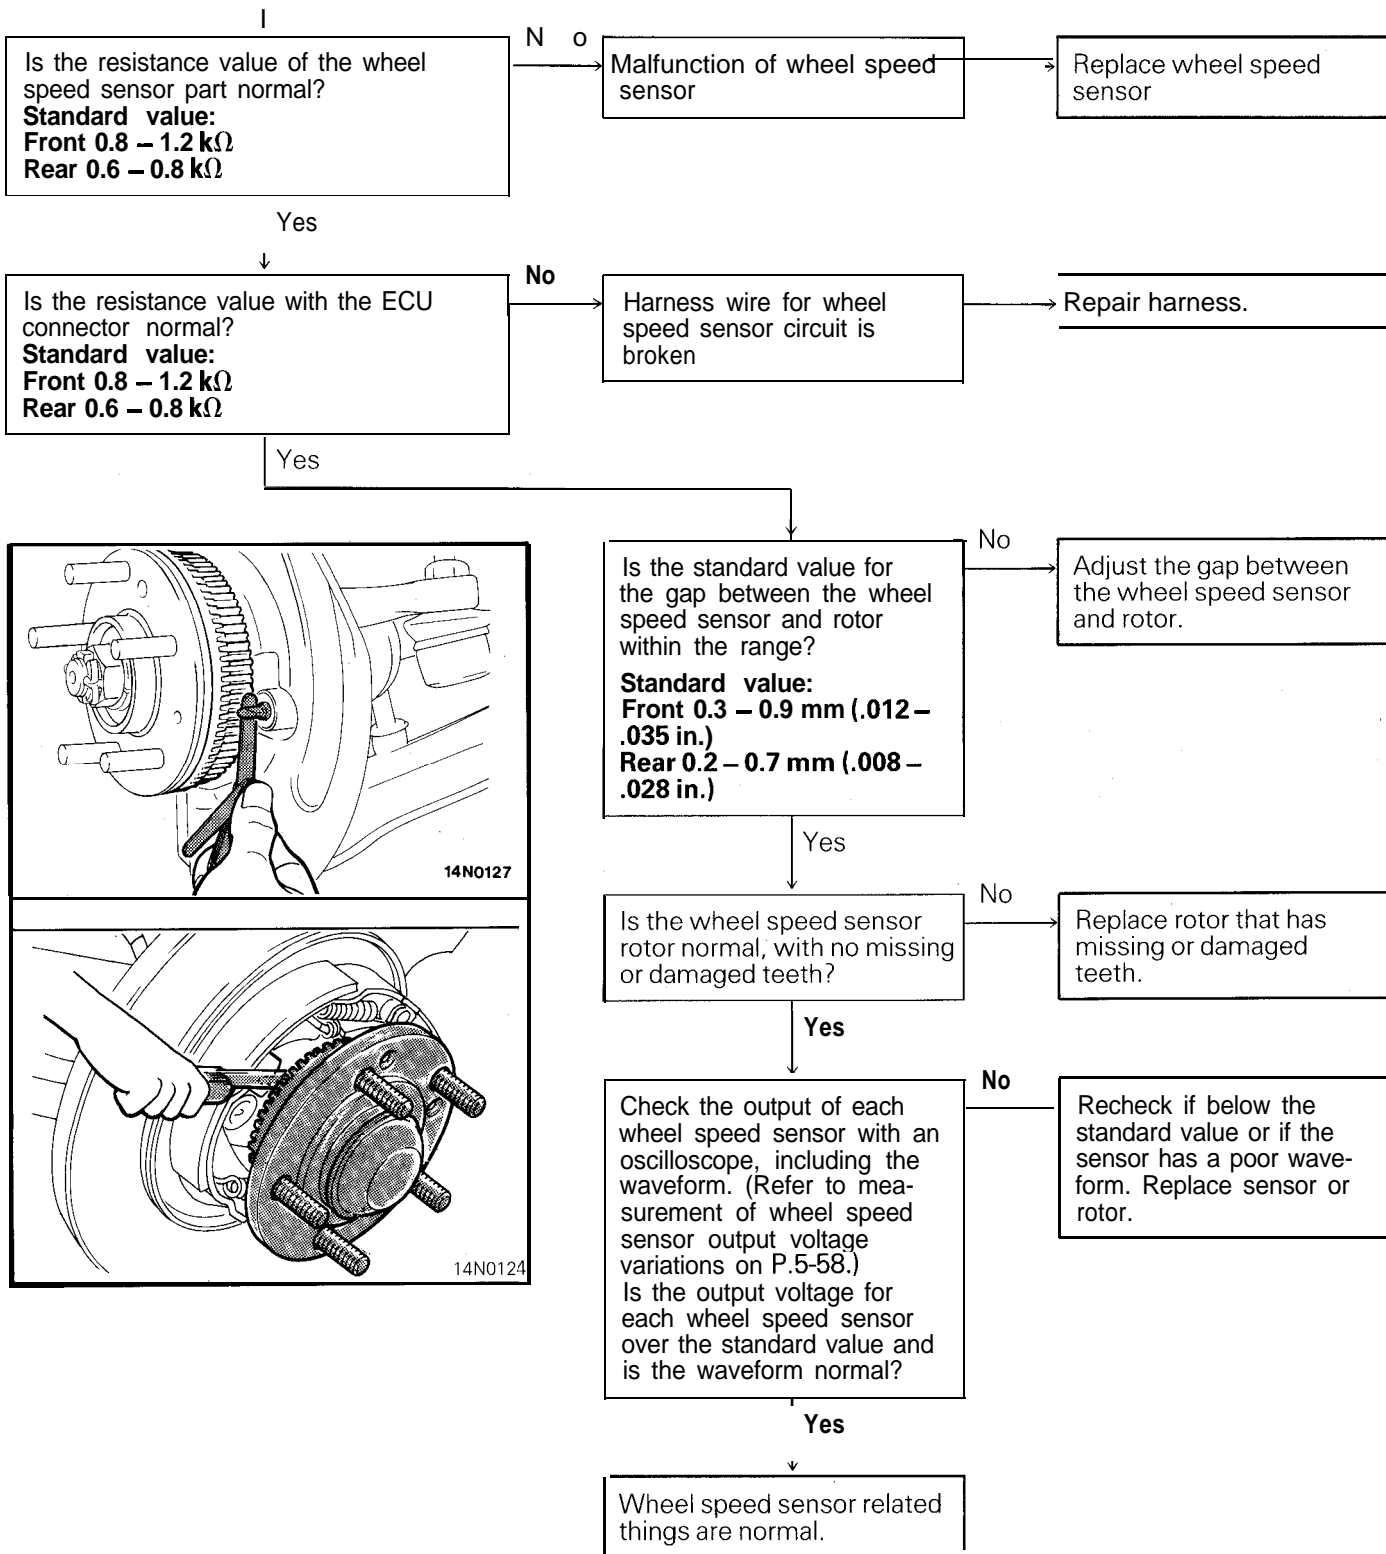 N o
Is the resistance value of the wheel
speed sensor part normal?
Standard value:
Front 0.8 – 1.2 kΩ
Rear 0.6 – 0.8 kΩ
Malfunction of wheel speed
sensor
Replace wheel speed
sensor
Yes
No
Is the resistance value with the ECU
connector normal?
Standard value:
Front 0.8 – 1.2 kΩ
Rear 0.6 – 0.8 kΩ
Harness wire for wheel
speed sensor circuit is
broken
Repair harness.
Yes
No
Is the standard value for
the gap between the wheel
speed sensor and rotor
within the range?
Standard value:
Front 0.3 – 0.9 mm (.012 –
.035 in.)
Rear 0.2 – 0.7 mm (.008 –
.028 in.)
Adjust the gap between
the wheel speed sensor
and rotor.
14N0127
Yes
No
Is the wheel speed sensor
rotor normal, with no missing
or damaged teeth?
Replace rotor that has
missing or damaged
teeth.
Yes
No
Check the output of each
wheel speed sensor with an
oscilloscope, including the
waveform. (Refer to mea-
surement of wheel speed
sensor output voltage
variations on P.5-58.)
Is the output voltage for
each wheel speed sensor
over the standard value and
is the waveform normal?
Recheck if below the
standard value or if the
sensor has a poor wave-
form. Replace sensor or
rotor.
14N0124
Yes
Wheel speed sensor related
things are normal.